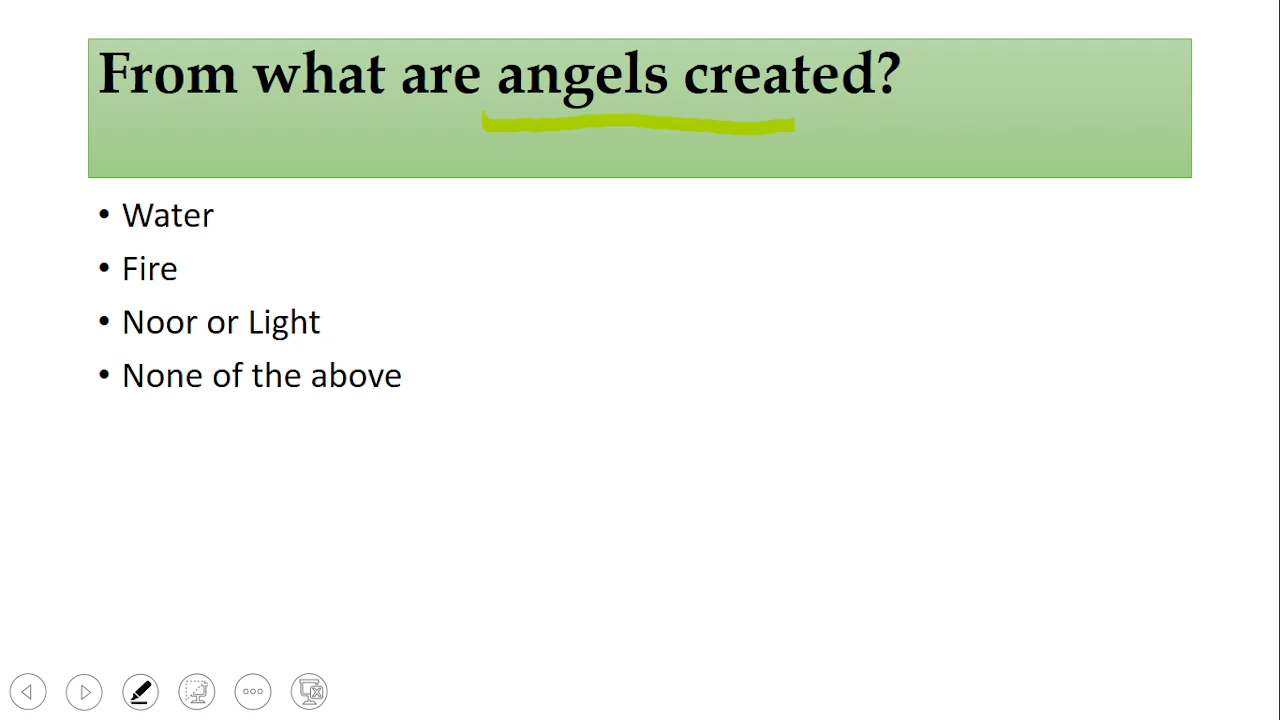 From what are angels created?
• Water
• Fire
• Noor or Light
• None of the above